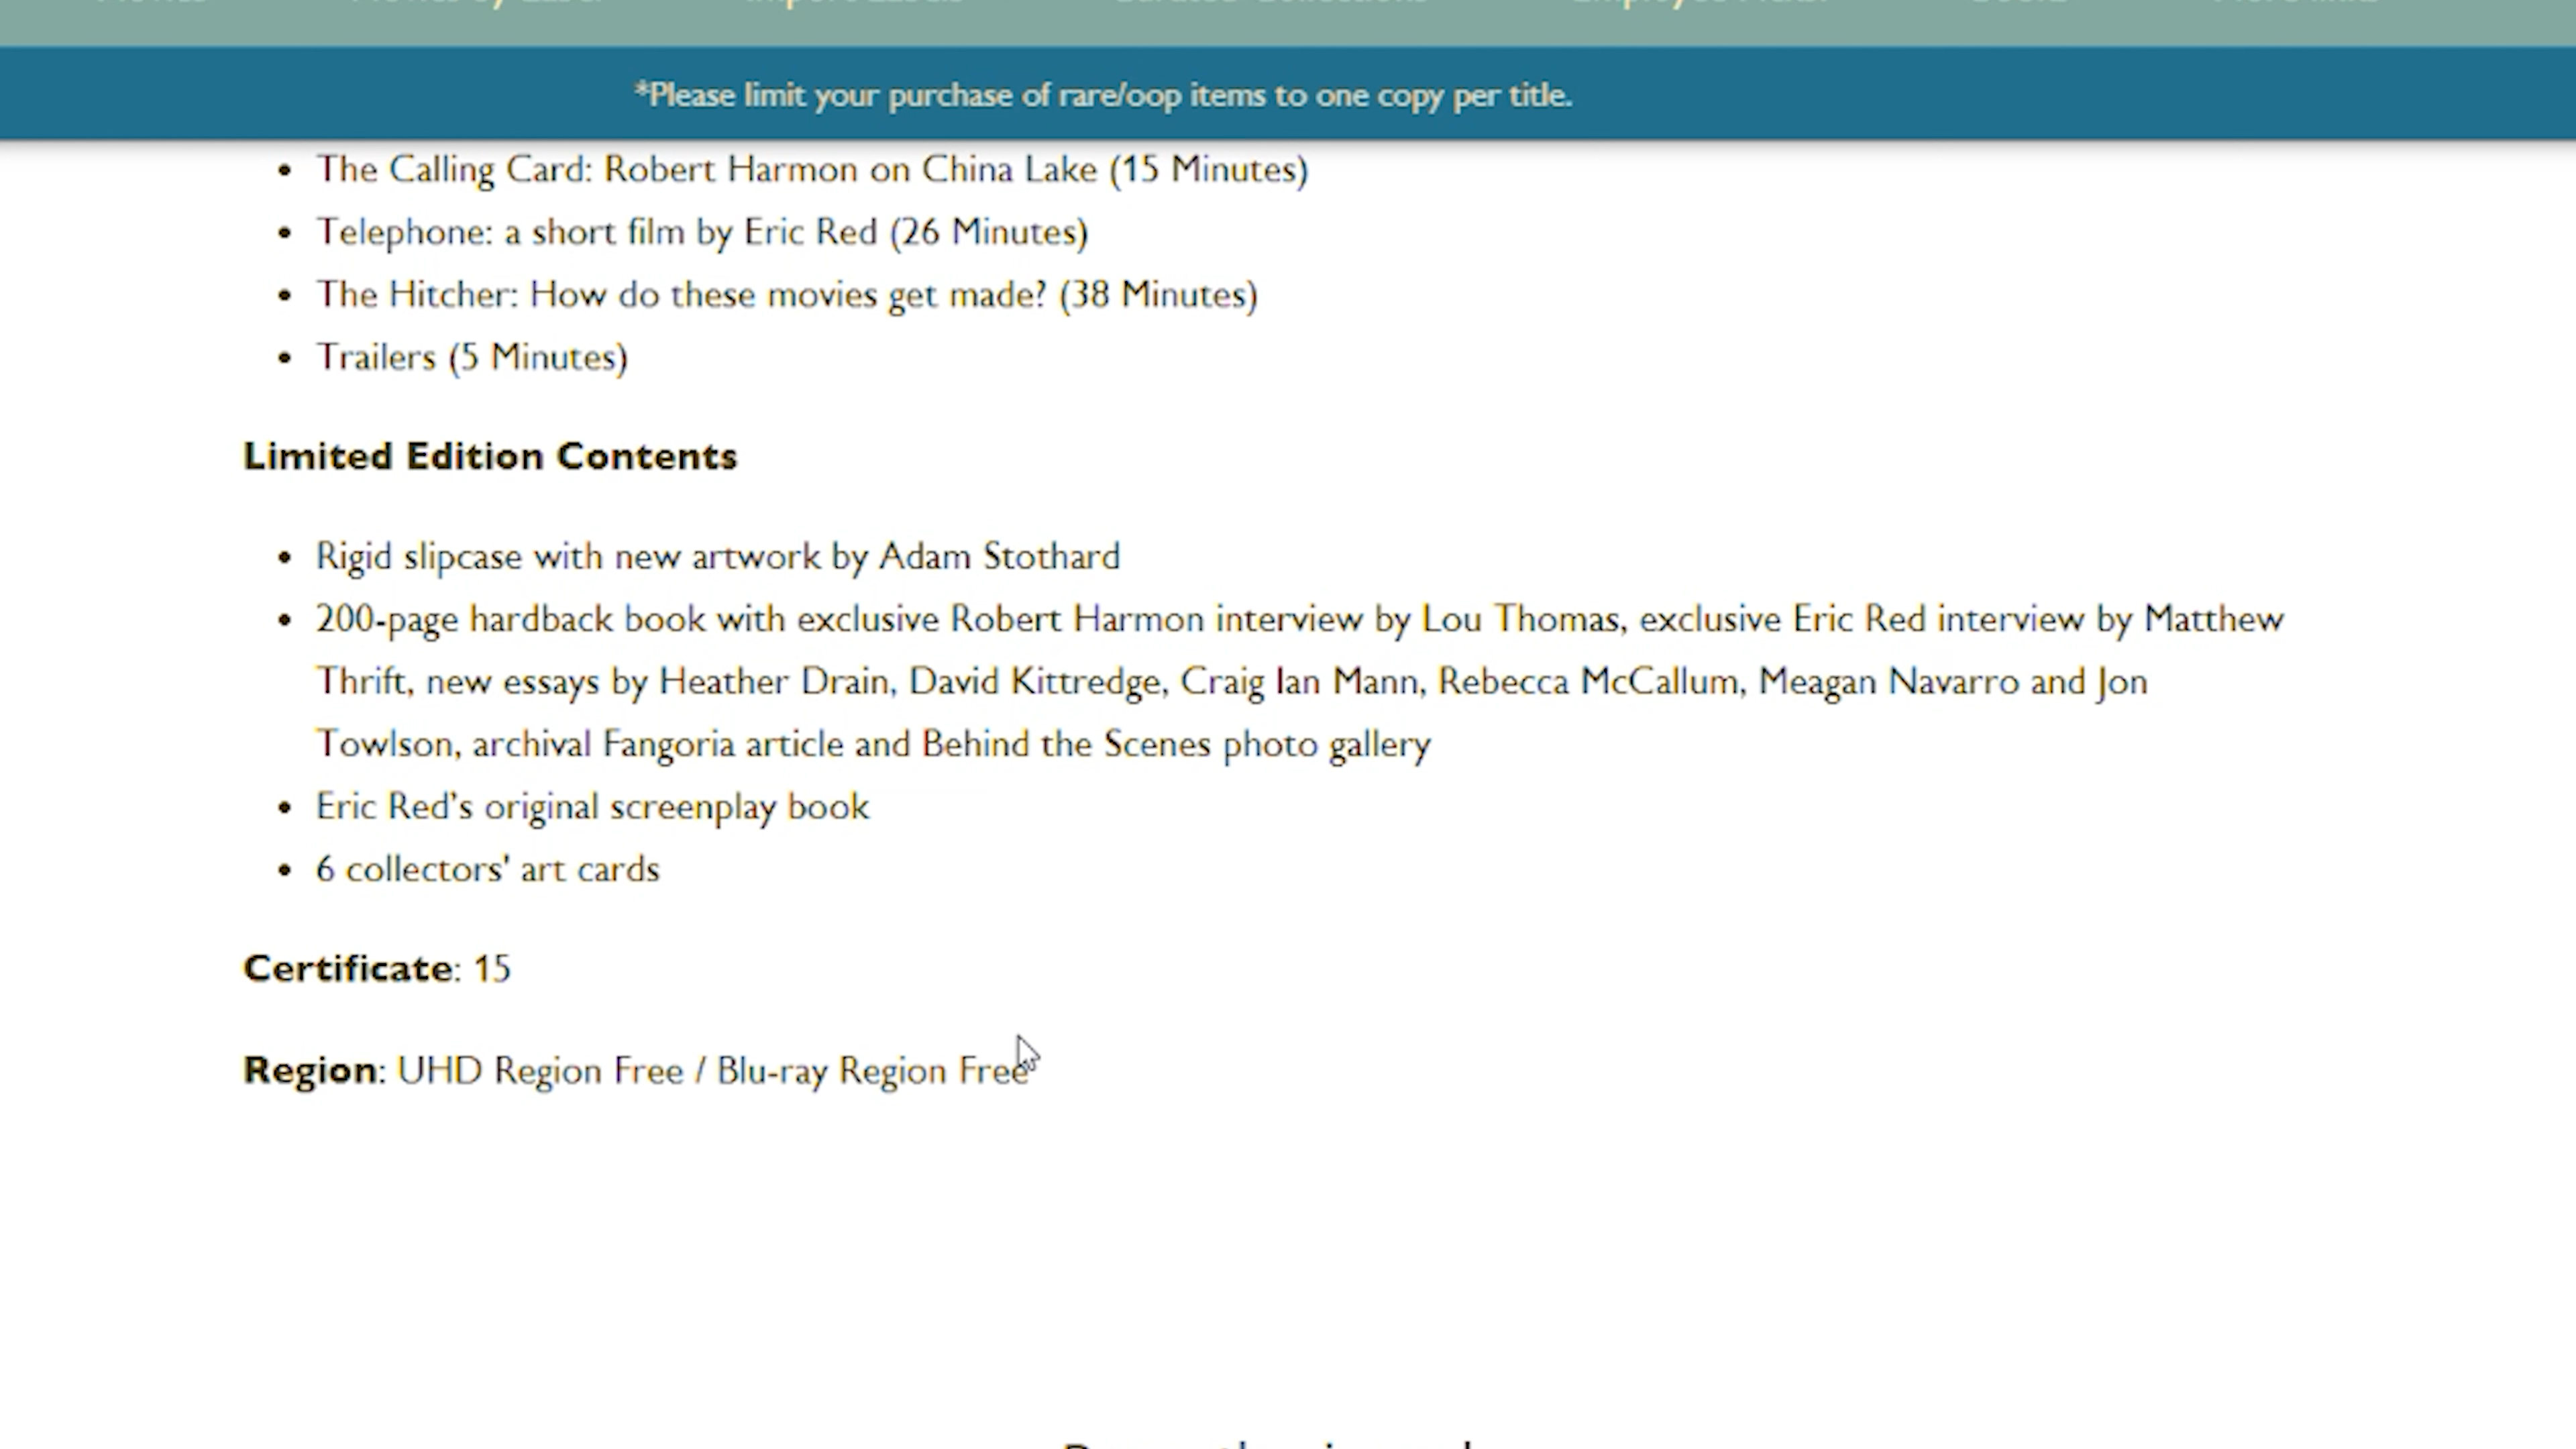 *Please limit your purchase of rare/oop items to one copy per title.
• The Calling Card: Robert Harmon on China Lake (15 Minutes)
• Telephone: a short film by Eric Red (26 Minutes)
• The Hitcher: How do these movies get made? (38 Minutes)
• Trailers (5 Minutes)
Limited Edition Contents
• Rigid slipcase with new artwork by Adam Stothard
• 200-page hardback book with exclusive Robert Harmon interview by Lou Thomas, exclusive Eric Red interview by Matthew
Thrift, new essays by Heather Drain, David Kittredge, Craig Ian Mann, Rebecca McCallum, Meagan Navarro and Jon
Towlson, archival Fangoria article and Behind the Scenes photo gallery
• Eric Red’s original screenplay book
• 6 collectors' art cards
Certificate: 15
Region: UHD Region Free / Blu-ray Region Free